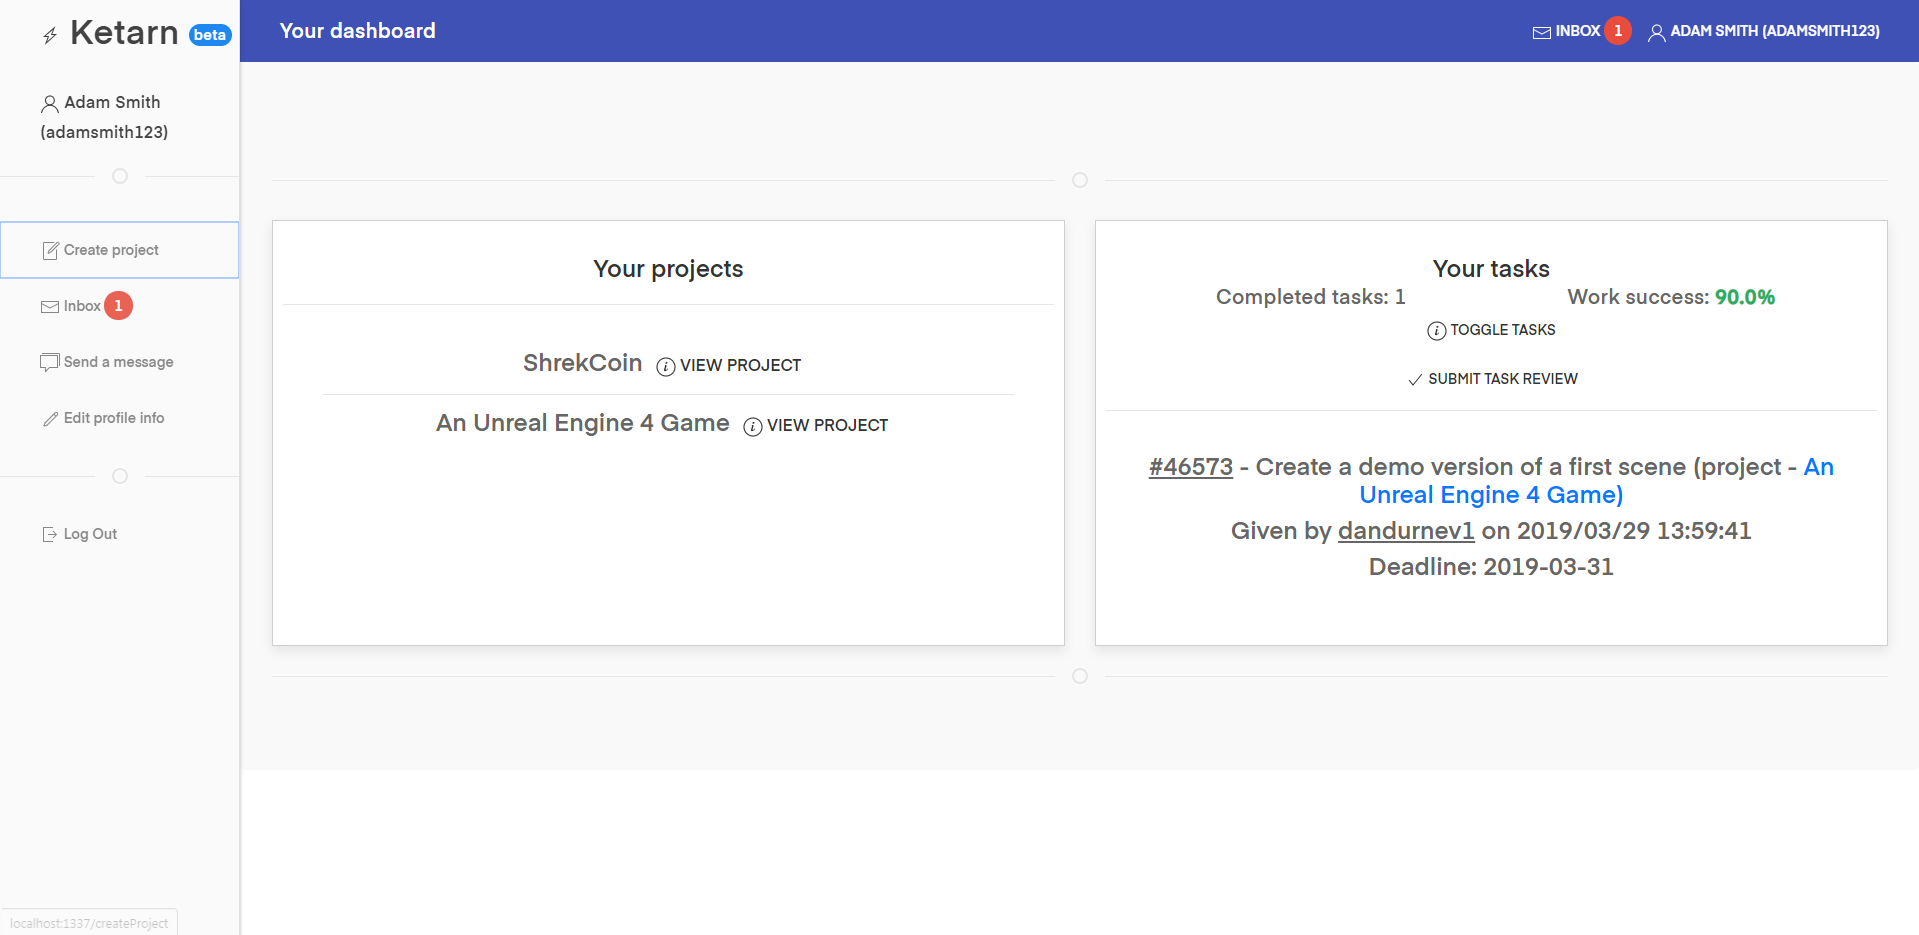 Ketarn beta
Adam Smith
(adamsmith123)
Create project
Inbox 1
Send a message
Edit profile info
Log Out
localhost:1337/createProject
Your dashboard
INBOX 1 ADAM SMITH (ADAMSMITH123)
Your projects
ShrekCoin VIEW PROJECT
An Unreal Engine 4 Game VIEW PROJECT
Your tasks
Completed tasks: 1 Work success: 90.0%
TOGGLE TASKS
SUBMIT TASK REVIEW
#46573 - Create a demo version of a first scene (project - An
Unreal Engine 4 Game)
Given by dandurnev1 on 2019/03/29 13:59:41
Deadline: 2019-03-31